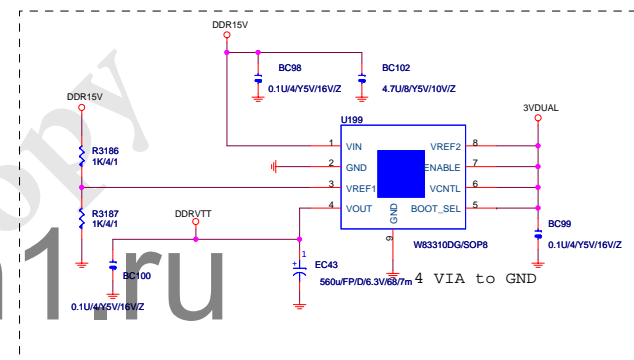 DDR15V
BC98
0.1U/4/Y5V/16V/Z
BC102
4.7U/8/Y5V/10V/Z
DDR15V
3VDUAL
R3186
1K/4/1
U199
1 VIN
2 GND
3 VREF1
4 VOUT
VREF2 8
ENABLE 7
VCNTL 6
BOOT_SEL 5
GND
9
W83310DG/SOP8
R3187
1K/4/1
DDRVTT
BC99
0.1U/4/Y5V/16V/Z
BC100
0.1U/4/Y5V/16V/Z
+ 1
EC43
560u/FP/D/6.3V/68/7m
4 VIA to GND
opy
1.ru